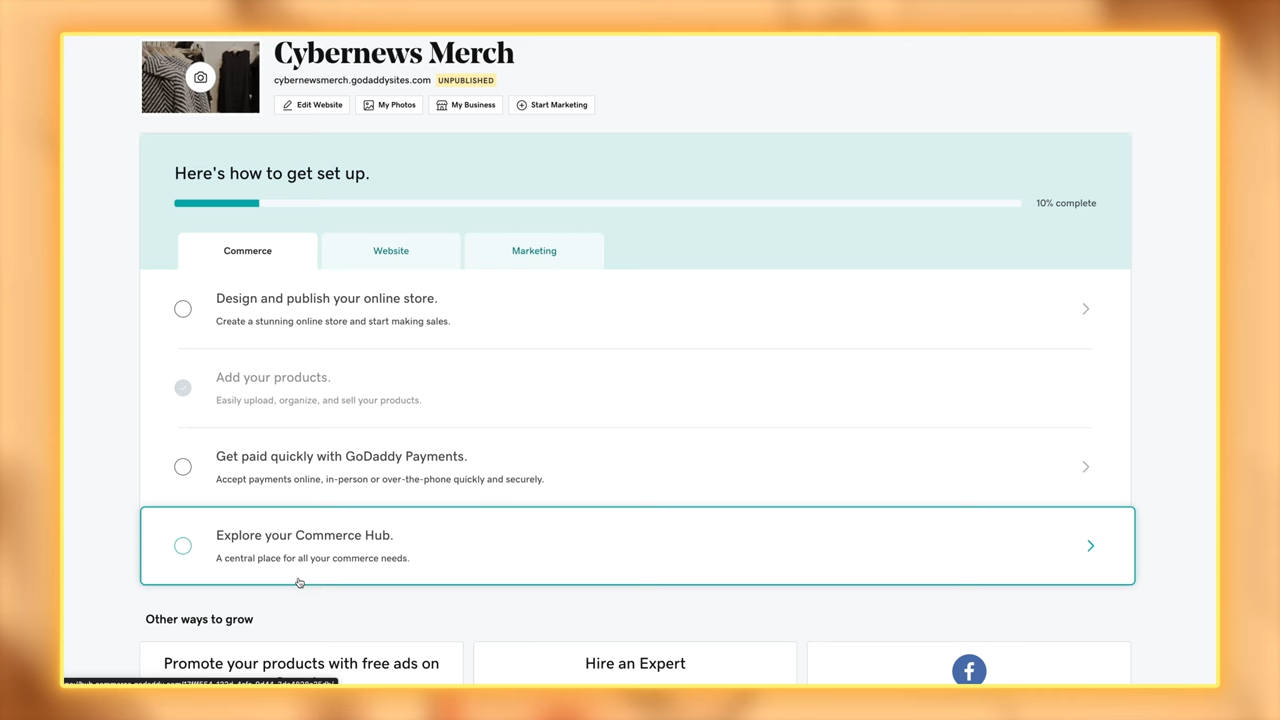 Cybernews Merch
cybernewsmerch.godaddysites.com UNPUBLISHED
Edit Website My Photos My Business Start Marketing
Here's how to get set up.
10% complete
Commerce Website Marketing
Design and publish your online store.
Create a stunning online store and start making sales.
Add your products.
Easily upload, organize, and sell your products.
Get paid quickly with GoDaddy Payments.
Accept payments online, in-person or over-the-phone quickly and securely.
Explore your Commerce Hub.
A central place for all your commerce needs.
Other ways to grow
Promote your products with free ads on
Hire an Expert